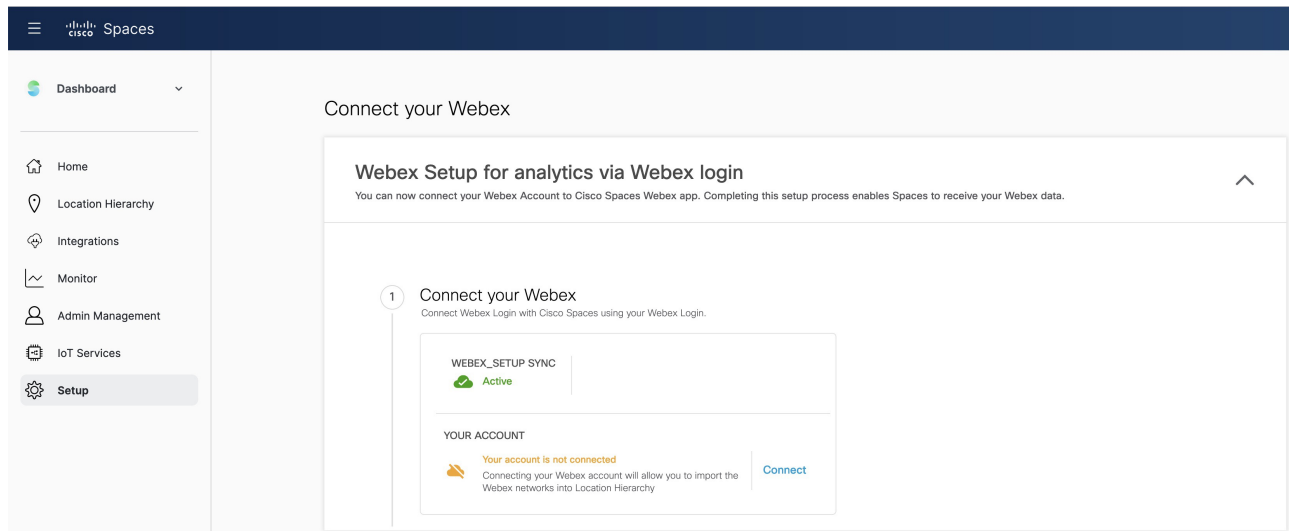 cisco Spaces
Dashboard
Home
Location Hierarchy
Integrations
Monitor
Admin Management
IoT Services
Setup
Connect your Webex
Webex Setup for analytics via Webex login
You can now connect your Webex Account to Cisco Spaces Webex app. Completing this setup process enables Spaces to receive your Webex data.
1 Connect your Webex
Connect Webex Login with Cisco Spaces using your Webex Login.
WEBEX_SETUP SYNC
Active
YOUR ACCOUNT
Your account is not connected
Connecting your Webex account will allow you to import the
Webex networks into Location Hierarchy
Connect